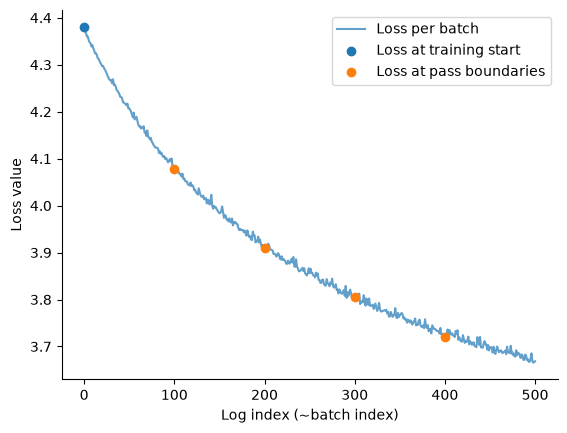 4.4
4.3
4.2
4.1
4.0
3.9
3.8
3.7
Loss value
Loss per batch
Loss at training start
Loss at pass boundaries
0 100 200 300 400 500
Log index (~batch index)